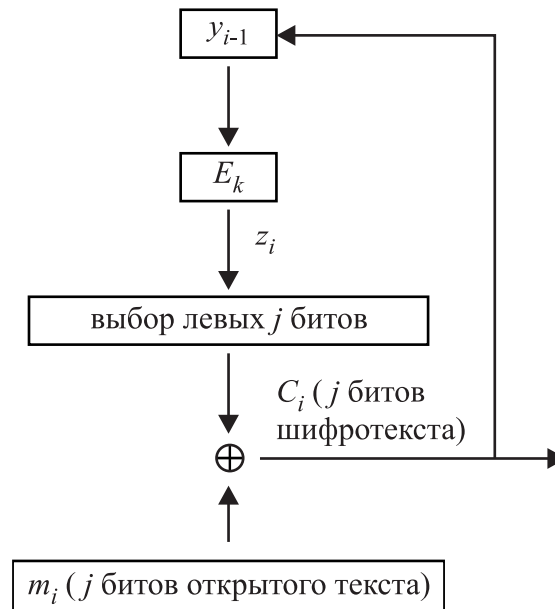 y_{i-1}
E_k
z_i
выбор левых j битов
C_i ( j битов
шифротекста)
⊕
m_i ( j битов открытого текста)